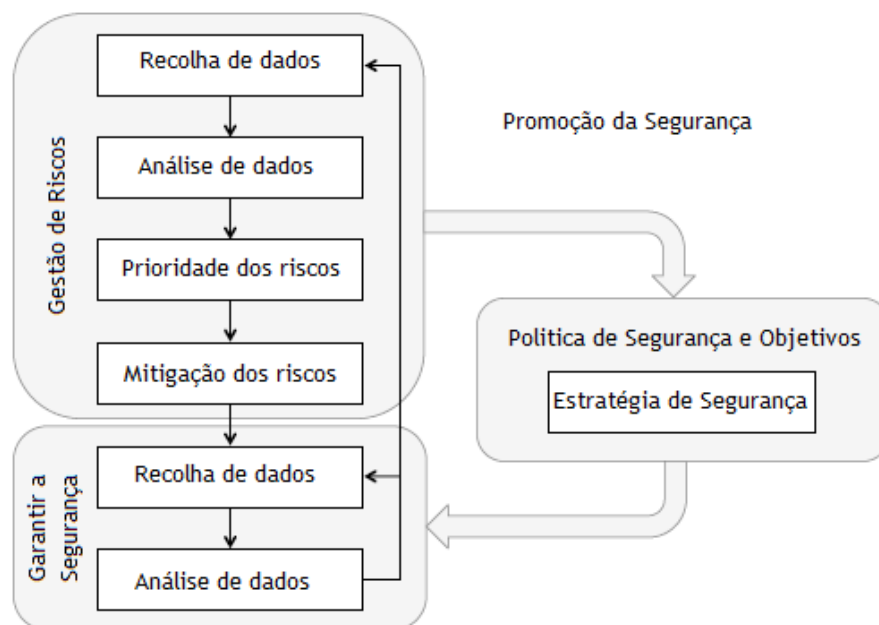 Gestão de Riscos
Recolha de dados
Análise de dados
Prioridade dos riscos
Mitigação dos riscos
Garantir a
Segurança
Recolha de dados
Análise de dados
Promoção da Segurança
Politica de Segurança e Objetivos
Estratégia de Segurança